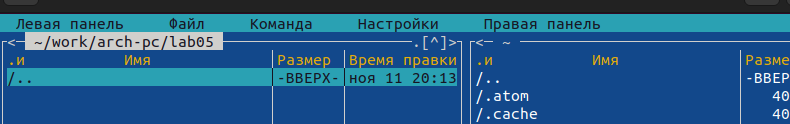 Левая панель Файл Команда Настройки Правая панель
<─ ~/work/arch-pc/lab05 .[^]> <─ ~
.и Имя Размер Время правки .и Имя Разме
/.. -ВВЕРХ- ноя 11 20:13 /.. -ВВЕР
/.atom 40
/.cache 40